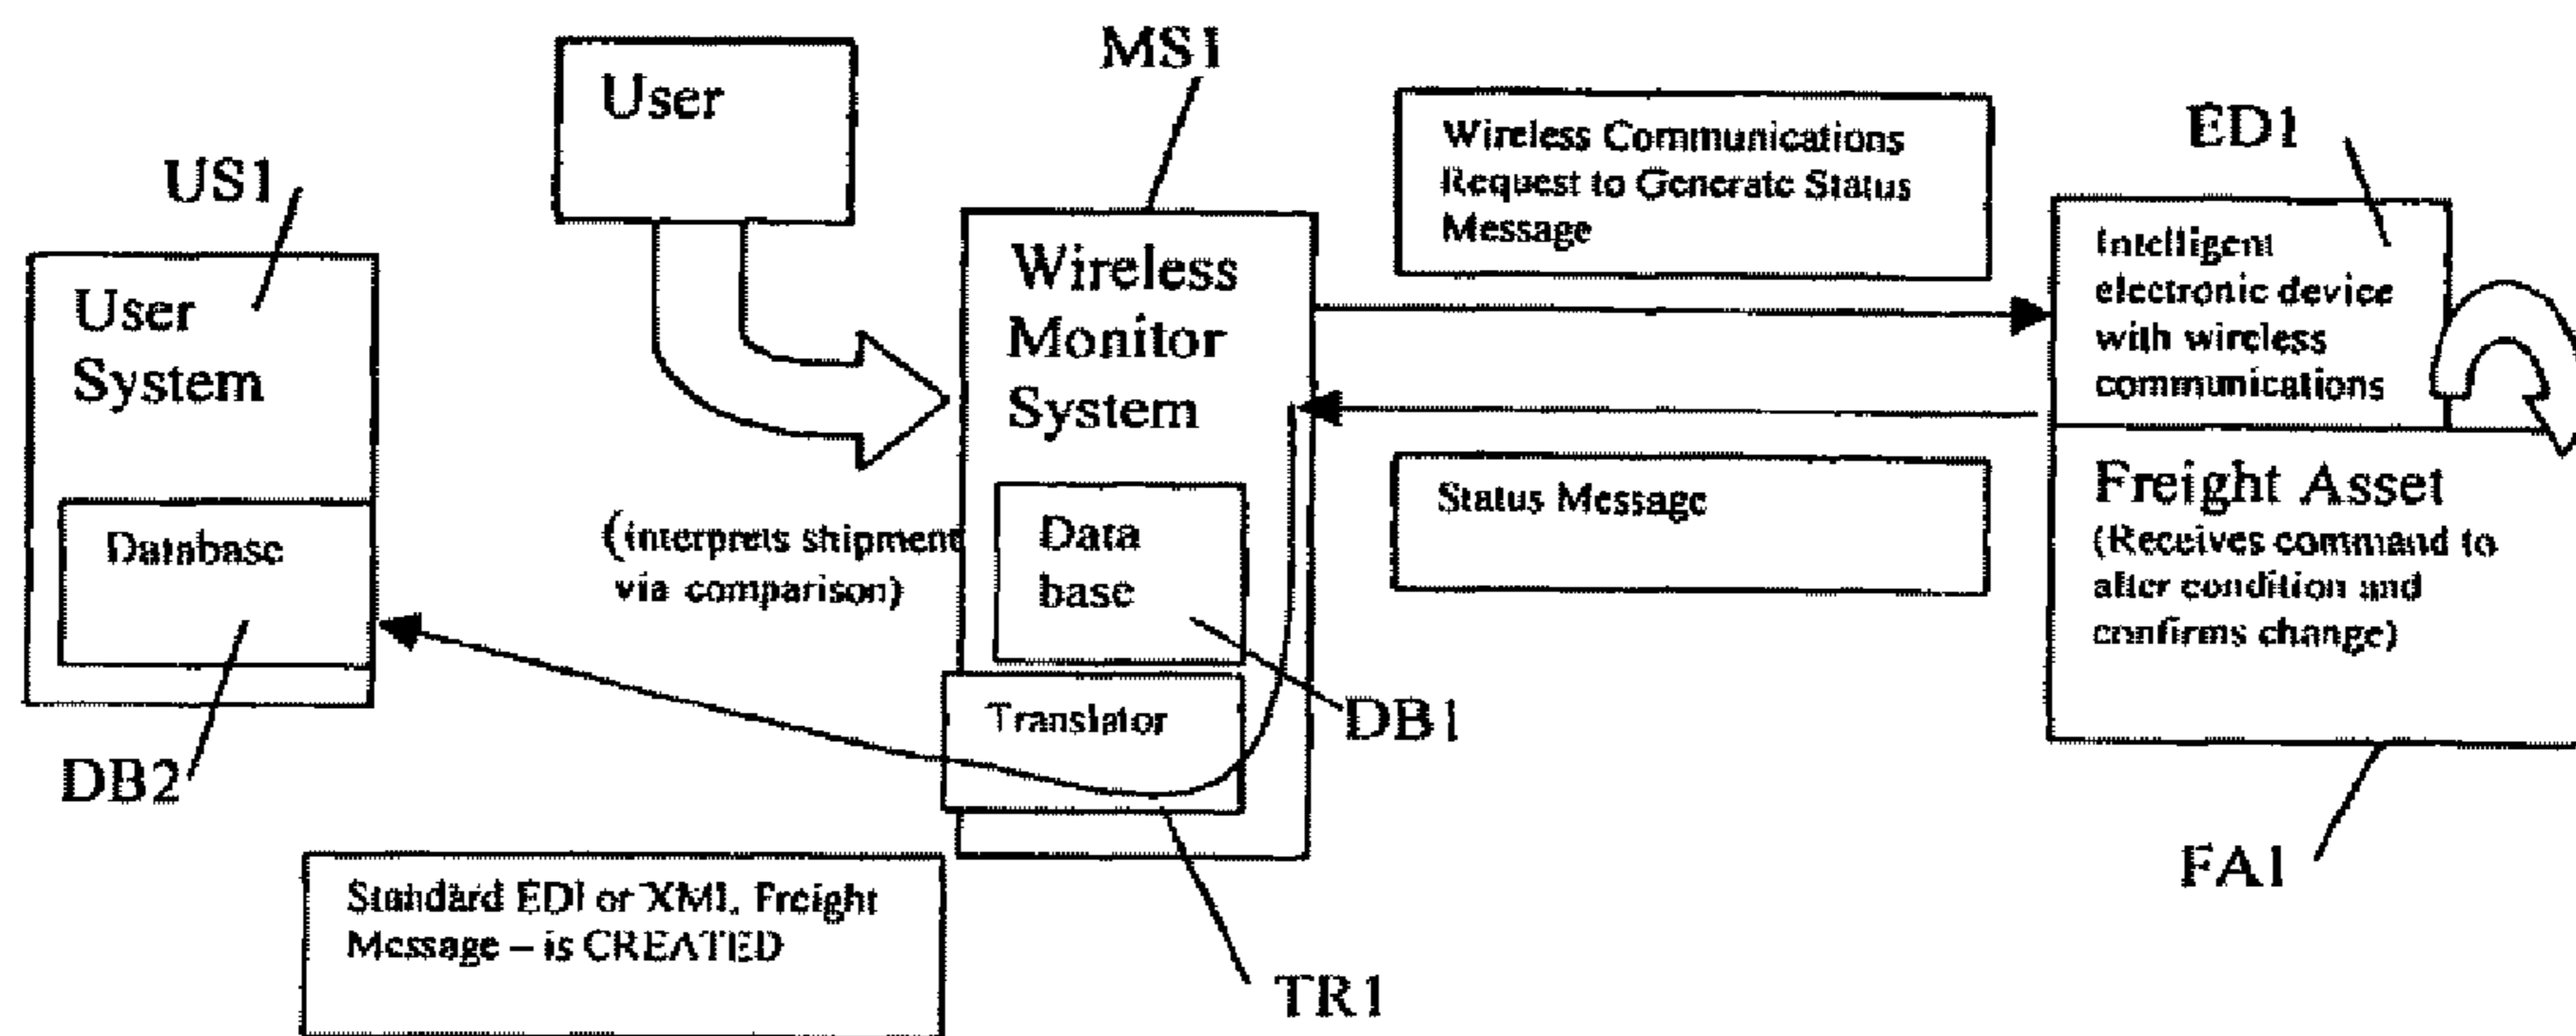 MS1
User
Wireless Communications
Request to Generate Status
Message
ED1
US1
Intelligent
electronic device
with wireless
communications
Wireless
Monitor
System
User
System
Status Message
Freight Asset
(Receives command to
alter condition and
confirms change)
(interprets shipment
via comparison)
Data
base
Database
Translator
DB1
DB2
FA1
Standard EDI or XML Freight
Message – is CREATED
TR1